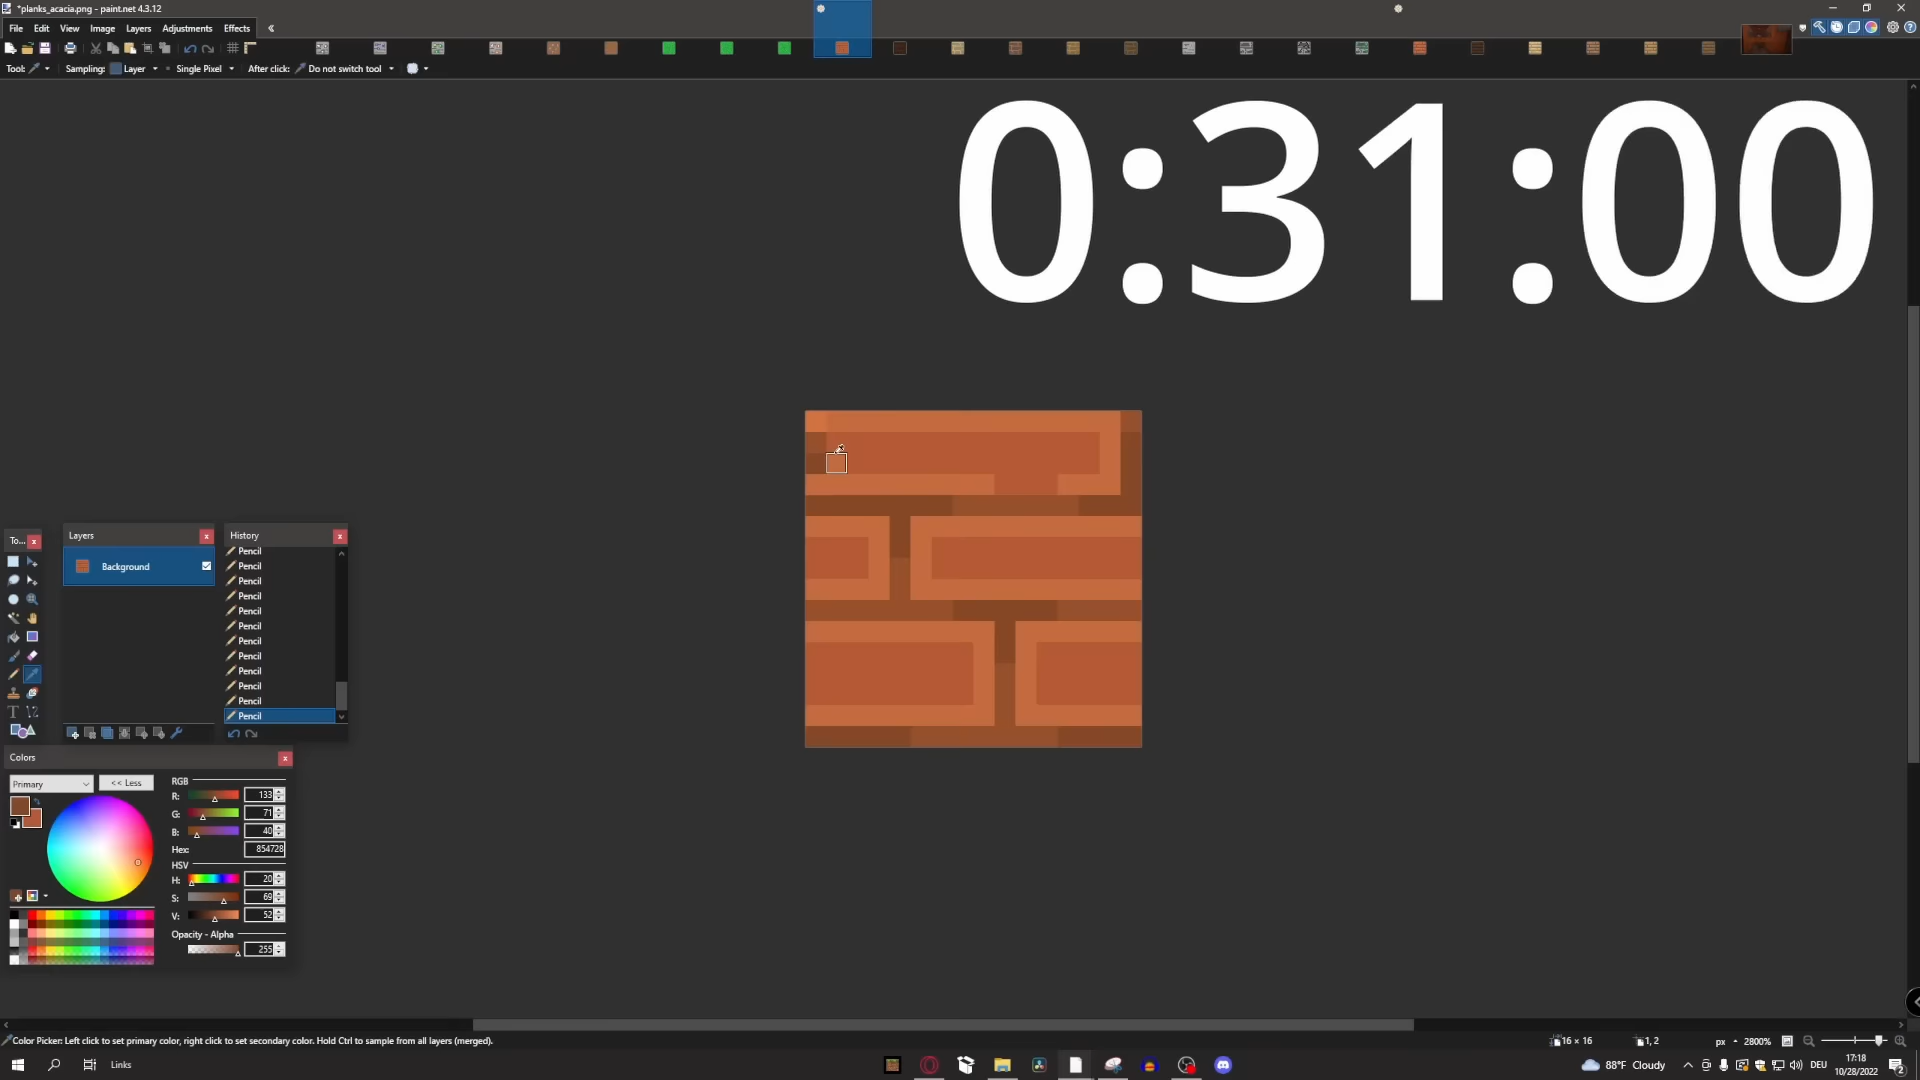 *planks_acacia.png - paint.net 4.3.12
File Edit View Image Layers Adjustments Effects
Tool: Sampling: Layer Single Pixel After click: Do not switch tool
0:31:00
To... Layers History
Background
Pencil
Pencil
Pencil
Pencil
Pencil
Pencil
Pencil
Pencil
Pencil
Pencil
Pencil
Pencil
Colors
Primary << Less
RGB
R: 133
G: 71
B: 40
Hex: 854728
HSV
H: 20
S: 69
V: 52
Opacity - Alpha
255
Color Picker: Left click to set primary color, right click to set secondary color. Hold Ctrl to sample from all layers (merged).
16 × 16 1, 2 px 2800%
Links 88°F Cloudy DEU 17:18
10/28/2022
2